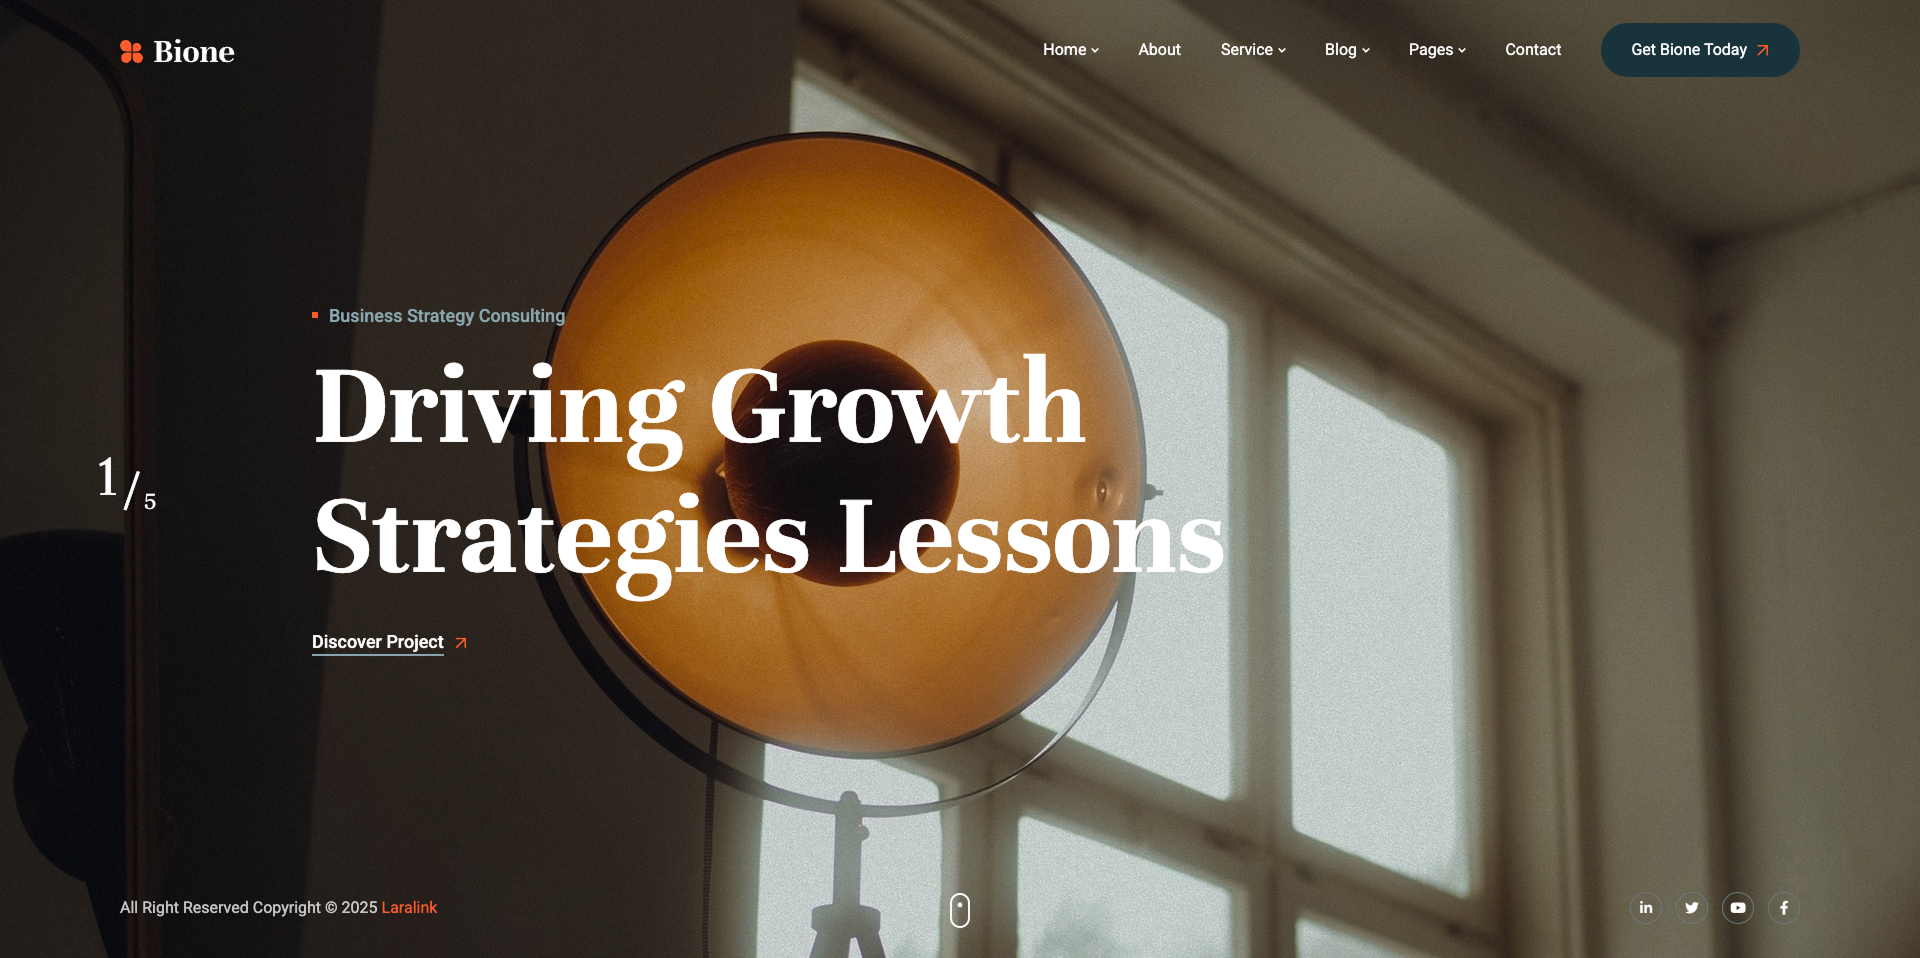 Bione
Home About Service Blog Pages Contact Get Bione Today
Business Strategy Consulting
Driving Growth
Strategies Lessons
1/5
Discover Project
All Right Reserved Copyright © 2025 Laralink